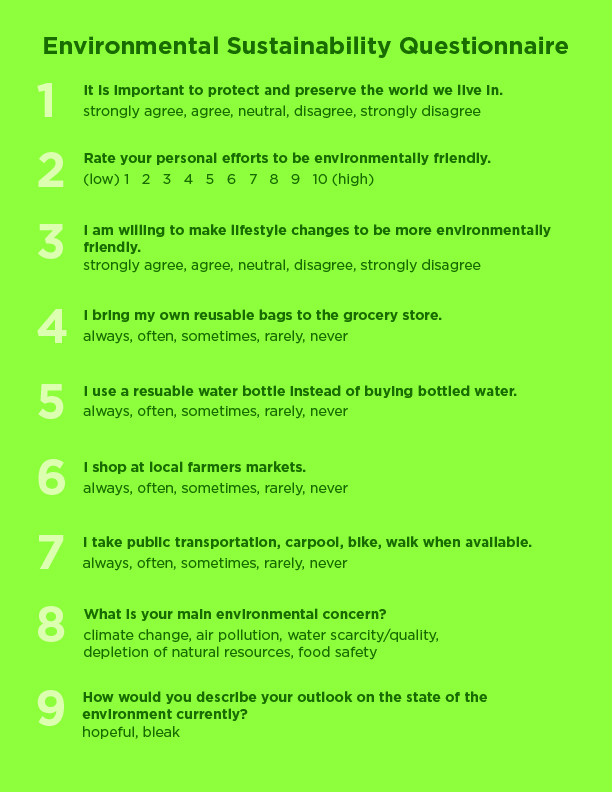 Environmental Sustainability Questionnaire
1 It is important to protect and preserve the world we live in.
strongly agree, agree, neutral, disagree, strongly disagree
2 Rate your personal efforts to be environmentally friendly.
(low) 1 2 3 4 5 6 7 8 9 10 (high)
3 I am willing to make lifestyle changes to be more environmentally
friendly.
strongly agree, agree, neutral, disagree, strongly disagree
4 I bring my own reusable bags to the grocery store.
always, often, sometimes, rarely, never
5 I use a resuable water bottle instead of buying bottled water.
always, often, sometimes, rarely, never
6 I shop at local farmers markets.
always, often, sometimes, rarely, never
7 I take public transportation, carpool, bike, walk when available.
always, often, sometimes, rarely, never
8 What is your main environmental concern?
climate change, air pollution, water scarcity/quality,
depletion of natural resources, food safety
9 How would you describe your outlook on the state of the
environment currently?
hopeful, bleak